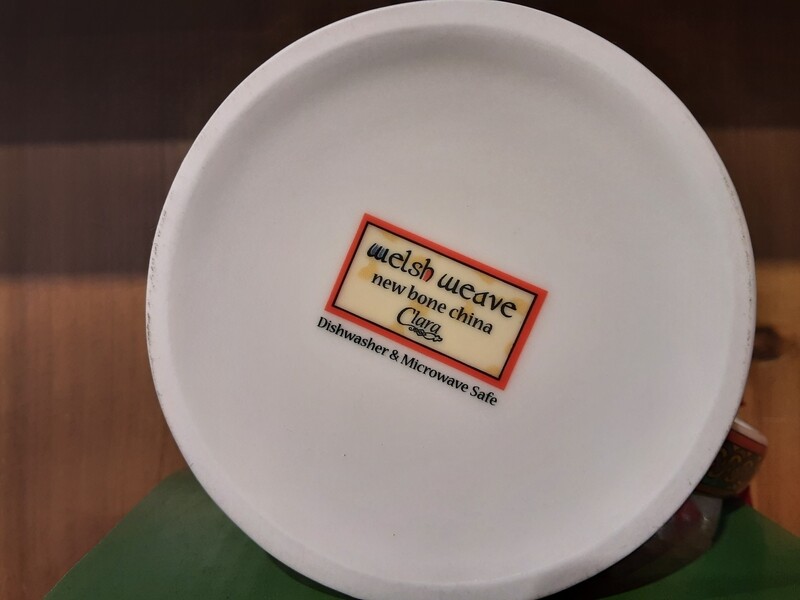 welsh weave
new bone china
Clara
Dishwasher & Microwave Safe